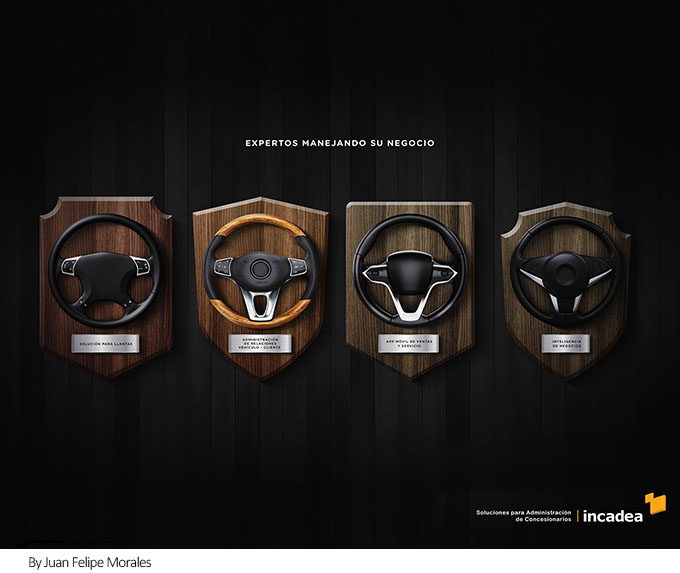 EXPERTOS MANEJANDO SU NEGOCIO
SOLUCIÓN PARA LLANTAS
ADMINISTRACIÓN
DE RELACIONES
VEHÍCULO - CLIENTE
APP MÓVIL DE VENTAS
Y SERVICIO
INTELIGENCIA
DE NEGOCIOS
Soluciones para Administración
de Concesionarios
incadea
By Juan Felipe Morales